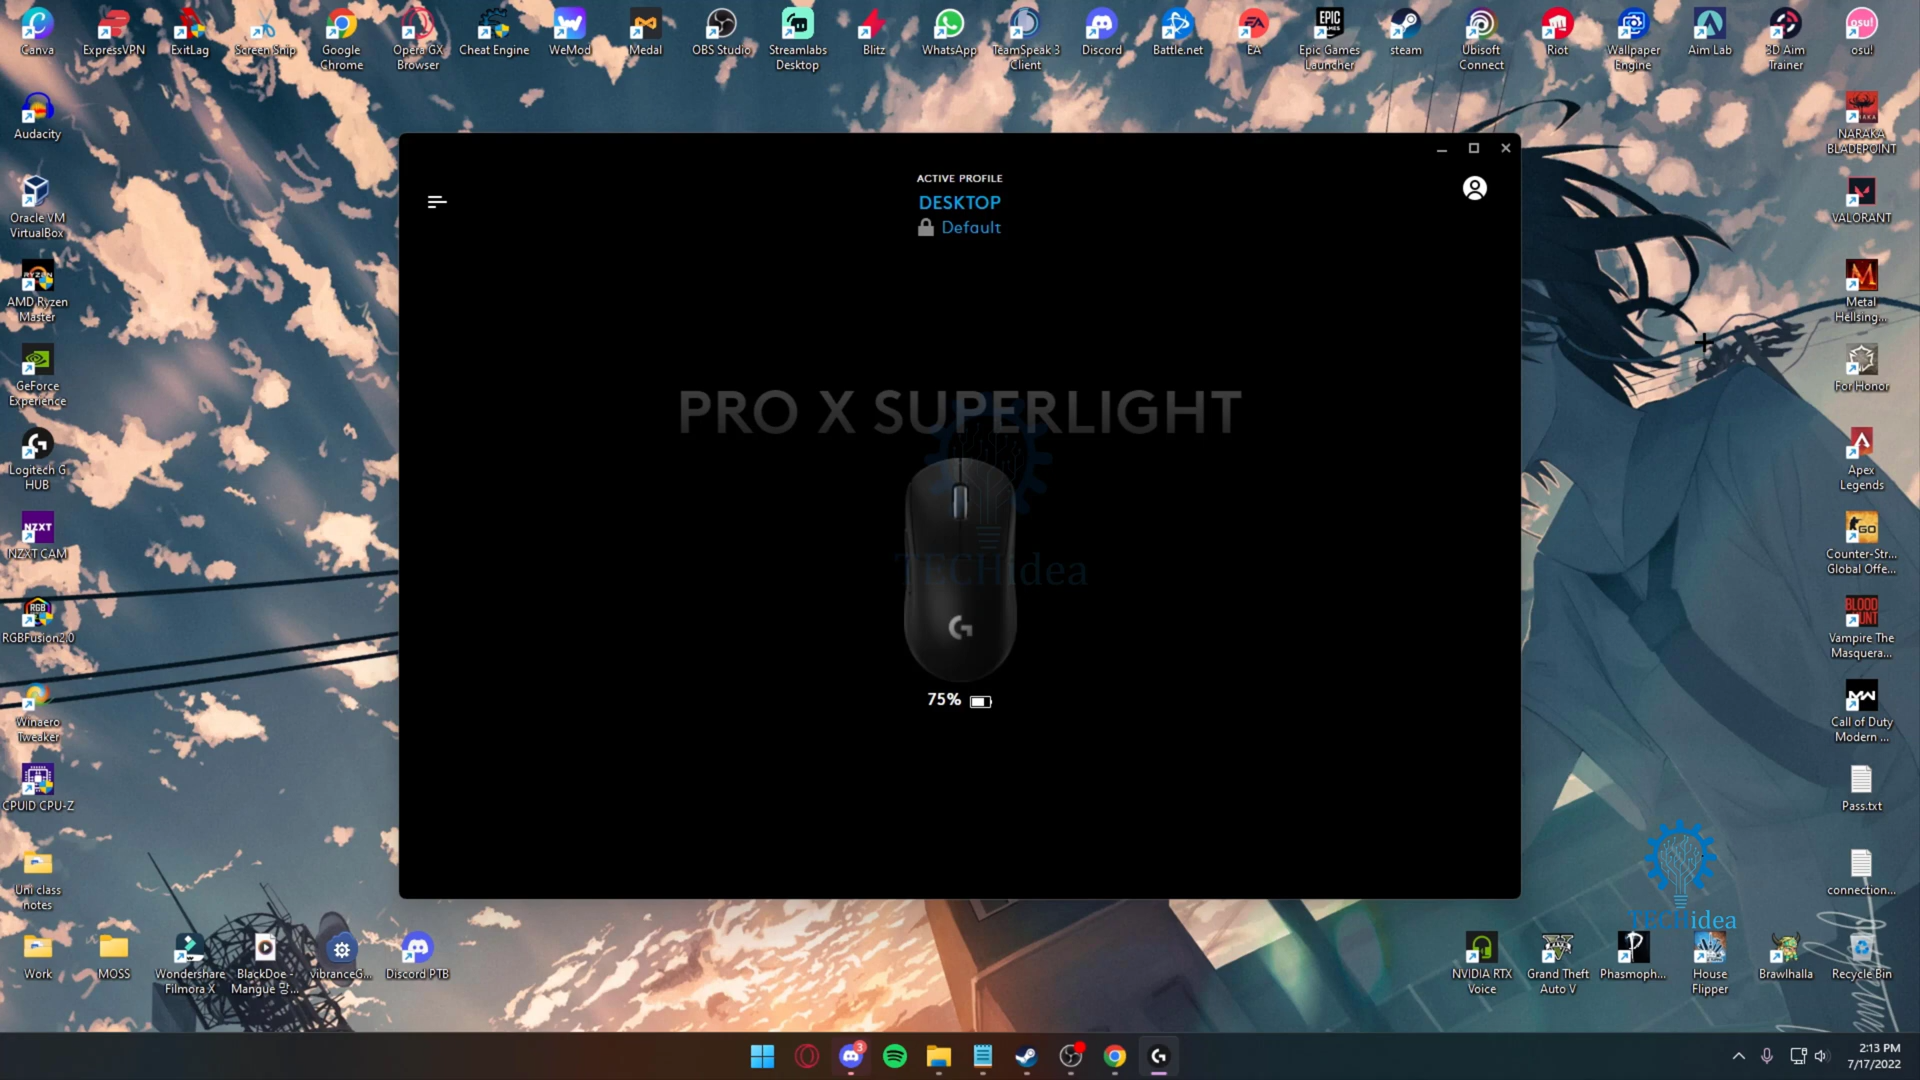 Canva
ExpressVPN
ExitLag
Screen Snip
Google
Chrome
Opera GX
Browser
Cheat Engine
WeMod
Medal
OBS Studio
Streamlabs
Desktop
Blitz
WhatsApp
TeamSpeak 3
Client
Discord
Battle.net
EA
Epic Games
Launcher
steam
Ubisoft
Connect
Riot
Wallpaper
Engine
Aim Lab
3D Aim
Trainer
osu!
Audacity
NARAKA
BLADEPOINT
ACTIVE PROFILE
DESKTOP
Default
Oracle VM
VirtualBox
VALORANT
AMD Ryzen
Master
Metal
Hellsing...
GeForce
Experience
For Honor
PRO X SUPERLIGHT
Logitech G
HUB
Apex
Legends
NZXT
NZXT CAM
Counter-Str...
Global Offe...
TECHidea
RGBFusion2.0
BLOOD
Vampire The
Masquera...
75%
Winaero
Tweaker
Call of Duty
Modern ...
CPUID CPU-Z
Pass.txt
Uni class
notes
connection...
TECHidea
Work
MOSS
Wondershare
Filmora X
BlackDoe -
vibranceG...
Discord PTB
NVIDIA RTX
Voice
Grand Theft
Auto V
Phasmoph...
House
Flipper
Brawlhalla
Recycle Bin
3
2:13 PM
7/17/2022